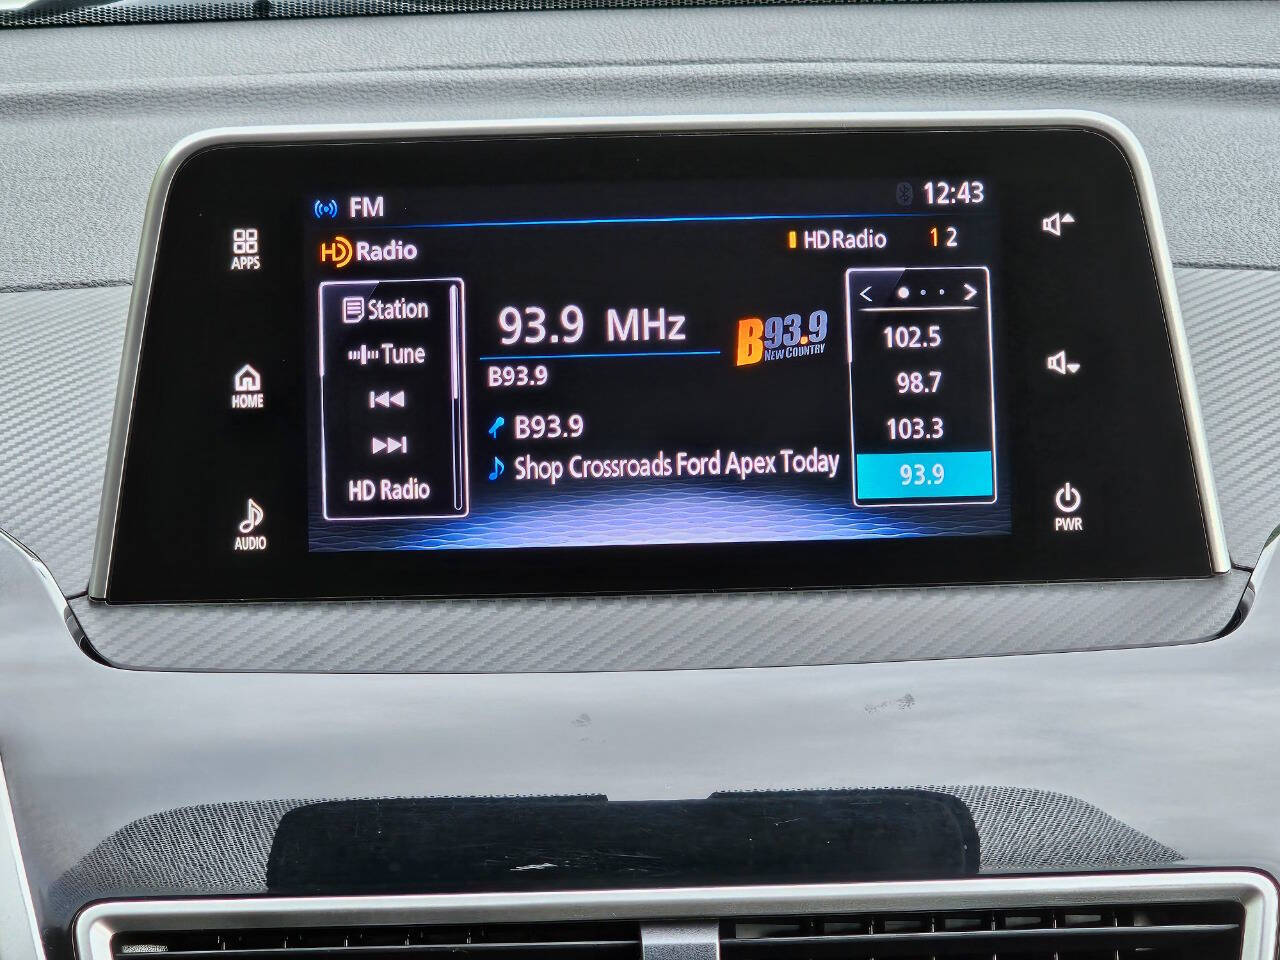 FM
12:43
HD Radio
HD Radio 1 2
APPS
HOME
AUDIO
Station
Tune
HD Radio
93.9 MHz
B93.9
B93.9
NEW COUNTRY
B93.9
Shop Crossroads Ford Apex Today
102.5
98.7
103.3
93.9
PWR